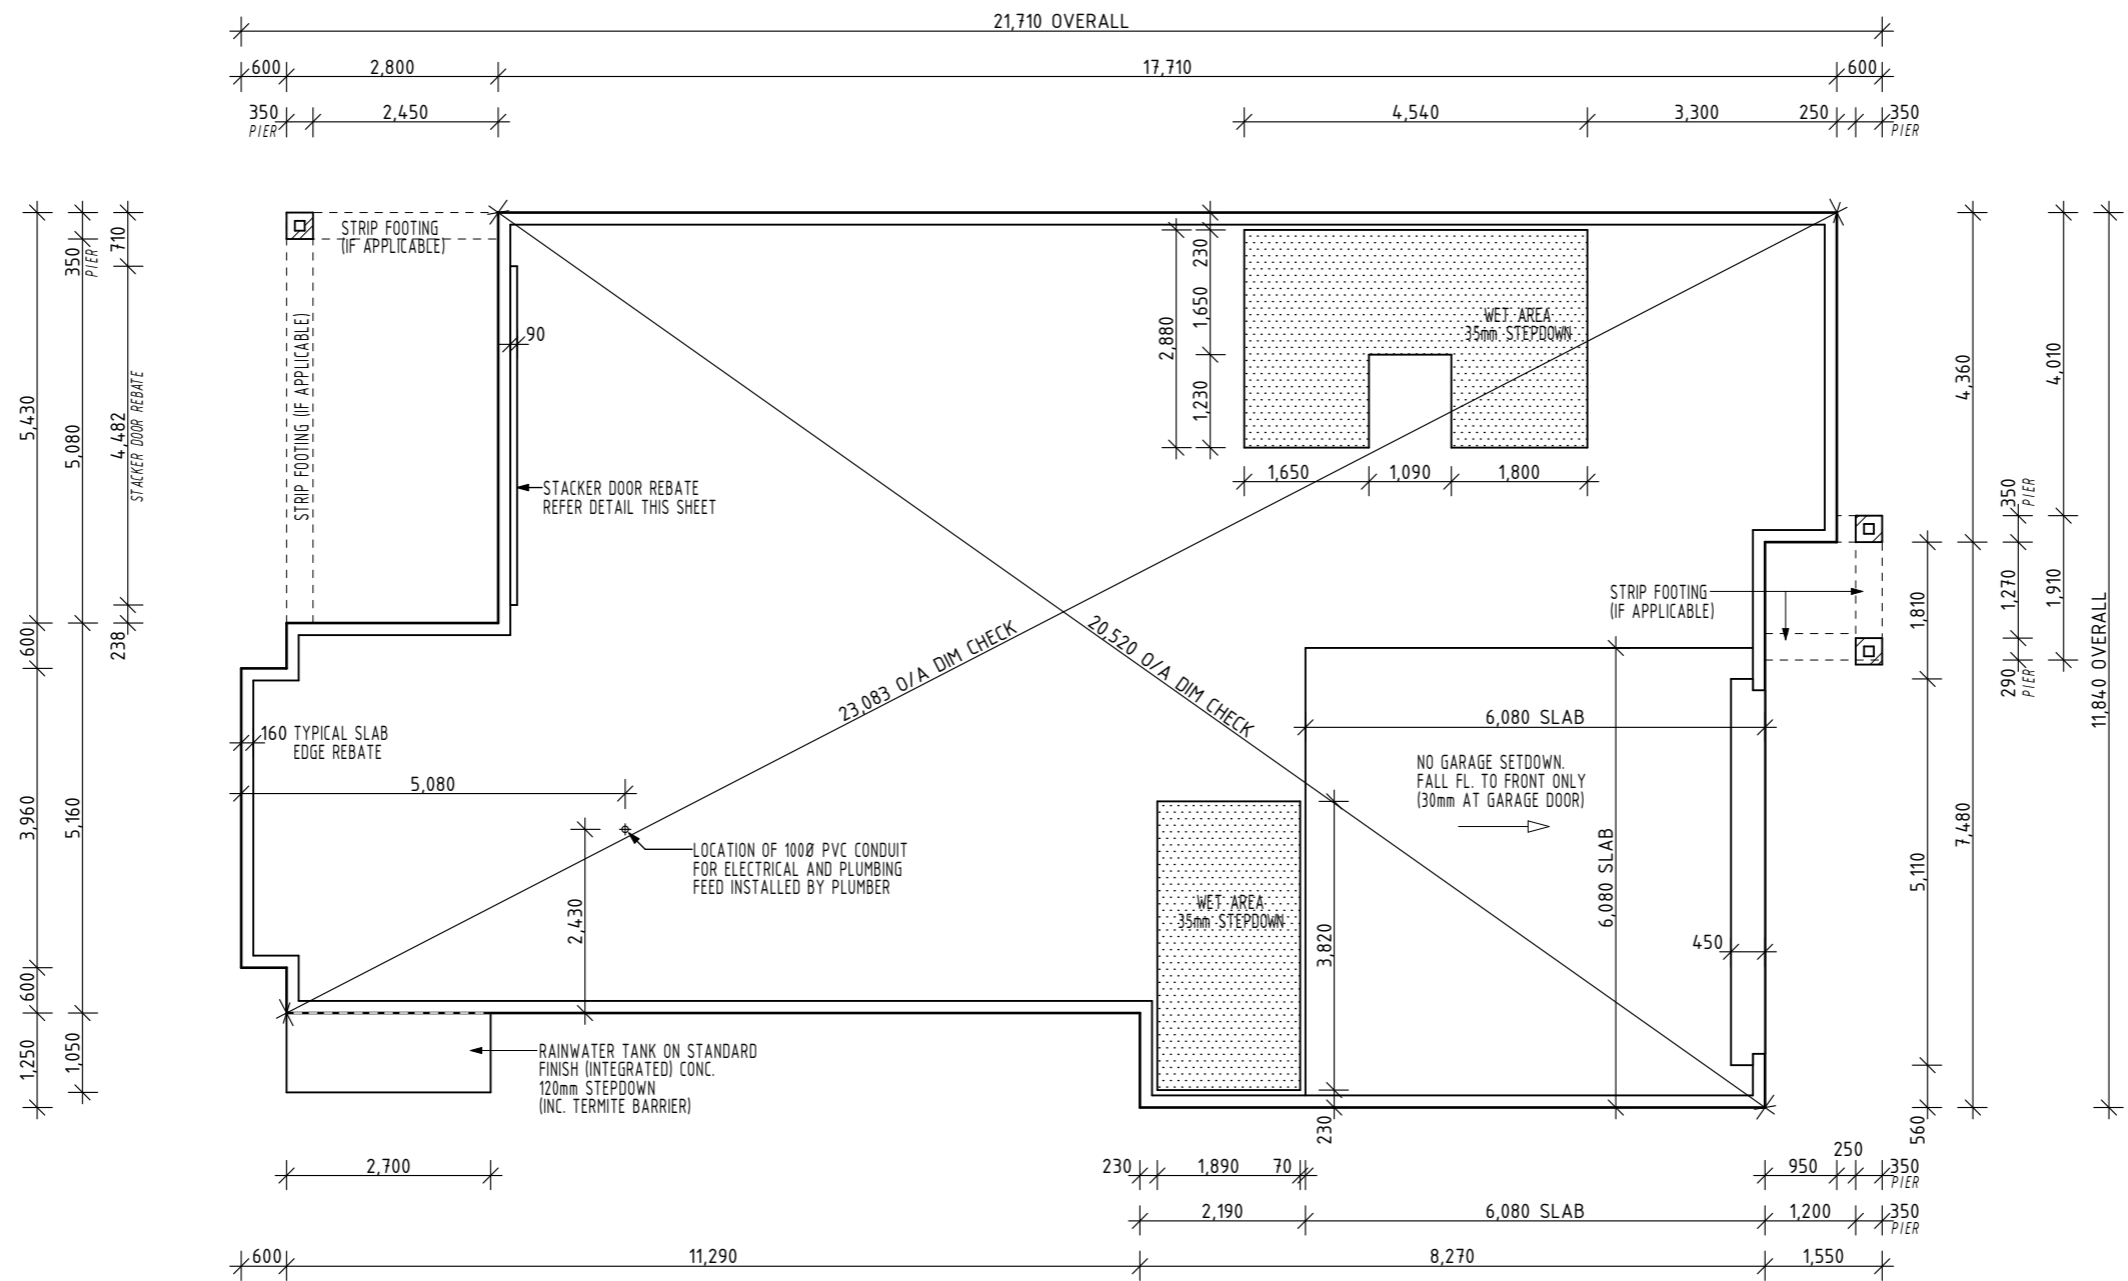 21,710 OVERALL
600
2,800
17,710
600
350
PIER
2,450
4,540
3,300
250
350
PIER
5,430
600
3,960
600
1,250
350
PIER
5,080
5,160
1,050
710
4,482
STACKER DOOR REBATE
238
STRIP FOOTING
(IF APPLICABLE)
STRIP FOOTING (IF APPLICABLE)
90
STACKER DOOR REBATE
REFER DETAIL THIS SHEET
2,880
230
1,650
1,230
WET AREA
35mm STEPDOWN
1,650
1,090
1,800
23,083 O/A DIM CHECK
20,520 O/A DIM CHECK
160 TYPICAL SLAB
EDGE REBATE
5,080
2,430
LOCATION OF 100Ø PVC CONDUIT
FOR ELECTRICAL AND PLUMBING
FEED INSTALLED BY PLUMBER
RAINWATER TANK ON STANDARD
FINISH (INTEGRATED) CONC.
120mm STEPDOWN
(INC. TERMITE BARRIER)
WET AREA
35mm STEPDOWN
3,820
230
STRIP FOOTING
(IF APPLICABLE)
6,080 SLAB
NO GARAGE SETDOWN.
FALL FL. TO FRONT ONLY
(30mm AT GARAGE DOOR)
6,080 SLAB
450
1,810
5,110
560
4,360
7,480
350
PIER
1,270
290
PIER
4,010
1,910
11,840 OVERALL
2,700
230
1,890
70
950
250
350
PIER
2,190
6,080 SLAB
1,200
350
PIER
600
11,290
8,270
1,550